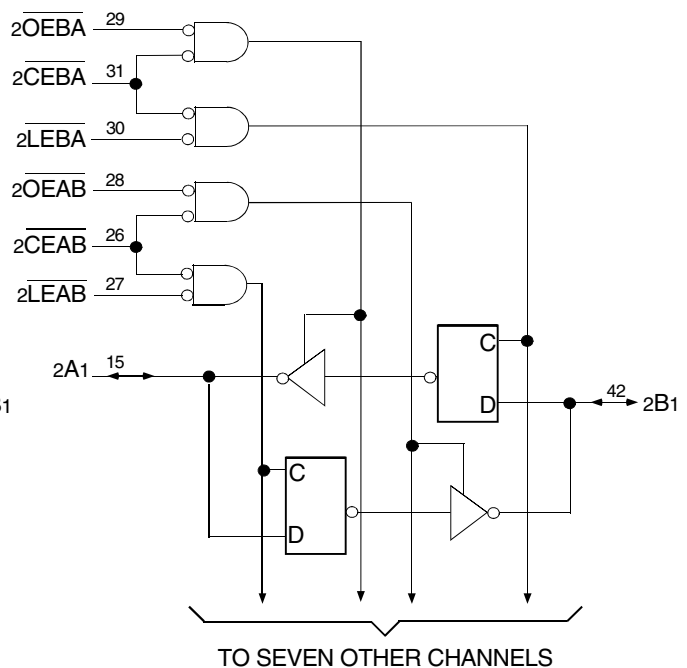 2OEBA 29
2CEBA 31
2LEBA 30
2OEAB 28
2CEAB 26
2LEAB 27
C
2A1 15
D
42 2B1
C
D
TO SEVEN OTHER CHANNELS